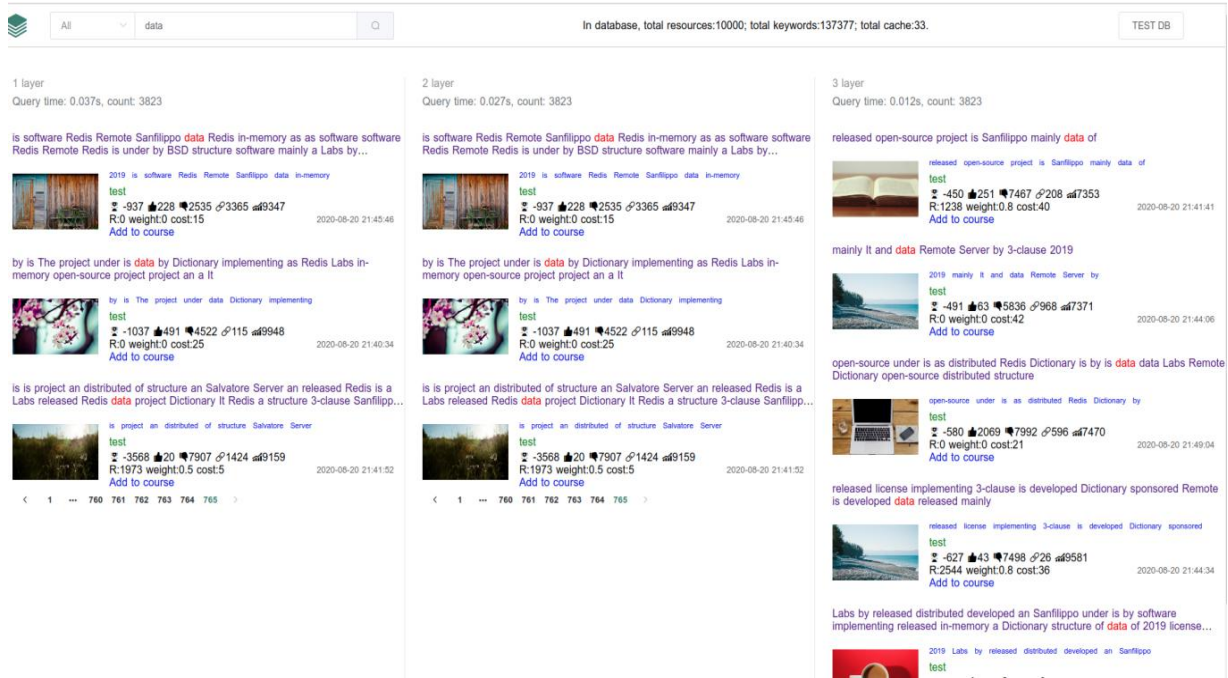 All
data
In database, total resources:10000; total keywords:137377; total cache:33.
TEST DB
1 layer
Query time: 0.037s, count: 3823
is software Redis Remote Sanfilippo data Redis in-memory as as software software
Redis Remote Redis is under by BSD structure software mainly a Labs by...
2019 is software Redis Remote Sanfilippo data in-memory
test
-937 228 2535 3365 9347
R:0 weight:0 cost:15
2020-08-20 21:45:46
Add to course
by is The project under is data by Dictionary implementing as Redis Labs in-
memory open-source project project an a It
by is The project under data Dictionary implementing
test
-1037 491 4522 115 9948
R:0 weight:0 cost:25
2020-08-20 21:40:34
Add to course
is is project an distributed of structure an Salvatore Server an released Redis is a
Labs released Redis data project Dictionary It Redis a structure 3-clause Sanfilipp...
is project an distributed of structure Salvatore Server
test
-3568 20 7907 1424 9159
R:1973 weight:0.5 cost:5
2020-08-20 21:41:52
Add to course
< 1 ... 760 761 762 763 764 765 >
2 layer
Query time: 0.027s, count: 3823
is software Redis Remote Sanfilippo data Redis in-memory as as software software
Redis Remote Redis is under by BSD structure software mainly a Labs by...
2019 is software Redis Remote Sanfilippo data in-memory
test
-937 228 2535 3365 9347
R:0 weight:0 cost:15
2020-08-20 21:45:46
Add to course
by is The project under is data by Dictionary implementing as Redis Labs in-
memory open-source project project an a It
by is The project under data Dictionary implementing
test
-1037 491 4522 115 9948
R:0 weight:0 cost:25
2020-08-20 21:40:34
Add to course
is is project an distributed of structure an Salvatore Server an released Redis is a
Labs released Redis data project Dictionary It Redis a structure 3-clause Sanfilipp...
is project an distributed of structure Salvatore Server
test
-3568 20 7907 1424 9159
R:1973 weight:0.5 cost:5
2020-08-20 21:41:52
Add to course
< 1 ... 760 761 762 763 764 765 >
3 layer
Query time: 0.012s, count: 3823
released open-source project is Sanfilippo mainly data of
released open-source project is Sanfilippo mainly data of
test
-450 251 7467 208 7353
R:1238 weight:0.8 cost:40
2020-08-20 21:41:41
Add to course
mainly It and data Remote Server by 3-clause 2019
2019 mainly It and data Remote Server by
test
-491 63 5836 968 7371
R:0 weight:0 cost:42
2020-08-20 21:44:06
Add to course
open-source under is as distributed Redis Dictionary is by is data data Labs Remote
Dictionary open-source distributed structure
open-source under is as distributed Redis Dictionary by
test
-580 2069 7992 596 7470
R:0 weight:0 cost:21
2020-08-20 21:49:04
Add to course
released license implementing 3-clause is developed Dictionary sponsored Remote
is developed data released mainly
released license implementing 3-clause is developed Dictionary sponsored
test
-627 43 7498 26 9581
R:2544 weight:0.8 cost:36
2020-08-20 21:44:34
Add to course
Labs by released distributed developed an Sanfilippo under is by software
implementing released in-memory a Dictionary structure of data of 2019 license...
2019 Labs by released distributed developed an Sanfilippo
test